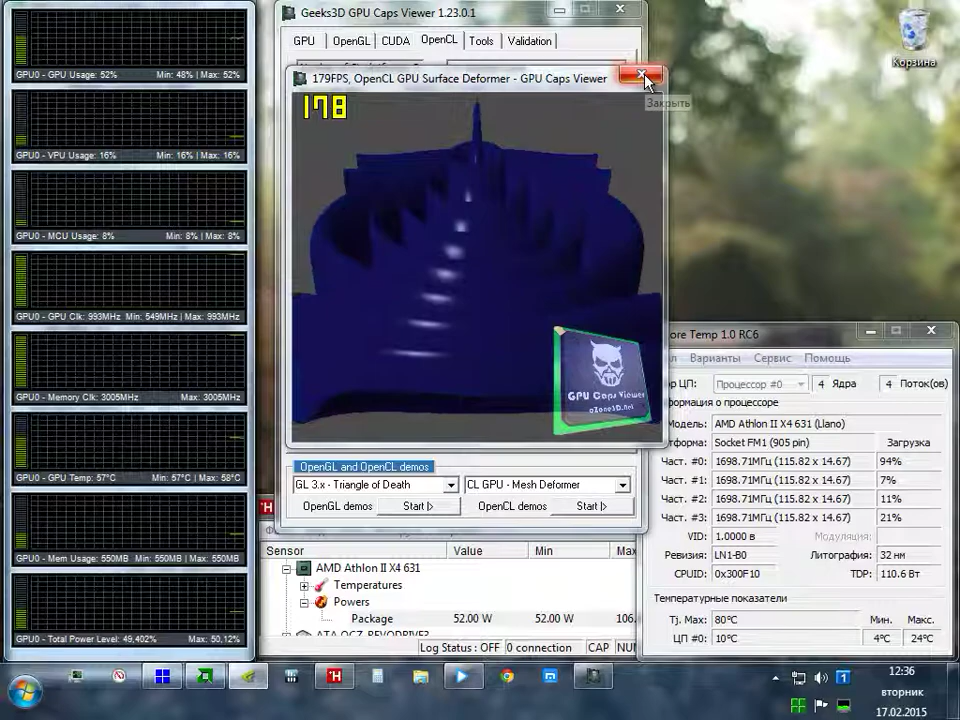 GPU0 - GPU Usage: 52% Min: 48% | Max: 52%
GPU0 - VPU Usage: 16% Min: 16% | Max: 16%
GPU0 - MCU Usage: 8% Min: 8% | Max: 8%
GPU0 - GPU Clk: 993MHz Min: 549MHz | Max: 993MHz
GPU0 - Memory Clk: 3005MHz Max: 3005MHz
GPU0 - GPU Temp: 57°C Min: 57°C | Max: 58°C
GPU0 - Mem Usage: 550MB Min: 550MB | Max: 550MB
GPU0 - Total Power Level: 49,402% Max: 50,12%
Geeks3D GPU Caps Viewer 1.23.0.1
GPU OpenGL CUDA OpenCL Tools Validation
179FPS, OpenCL GPU Surface Deformer - GPU Caps Viewer
Закрыть
178
GPU Caps Viewer
oZone3D.net
OpenGL and OpenCL demos
GL 3.x - Triangle of Death CL GPU - Mesh Deformer
OpenGL demos Start OpenCL demos Start
Sensor Value Min Max
AMD Athlon II X4 631
Temperatures
Powers
Package 52.00 W 52.00 W 106.
ATA OCZ-REVODRIVE3
Log Status : OFF 0 connection CAP NUM
Корзина
ore Temp 1.0 RC6
л Варианты Сервис Помощь
ор ЦП: Процессор #0 4 Ядра 4 Поток(ов)
формация о процессоре
Модель: AMD Athlon II X4 631 (Llano)
тформа: Socket FM1 (905 pin) Загрузка
Част. #0: 1698.71МГц (115.82 x 14.67) 94%
Част. #1: 1698.71МГц (115.82 x 14.67) 7%
Част. #2: 1698.71МГц (115.82 x 14.67) 11%
Част. #3: 1698.71МГц (115.82 x 14.67) 21%
VID: 1.0000 в Модуляция:
Ревизия: LN1-B0 Литография: 32 нм
CPUID: 0x300F10 TDP: 110.6 Вт
Температурные показатели
Tj. Max: 80°C Мин. Макс.
ЦП #0: 10°C 4°C 24°C
12:36
вторник
17.02.2015